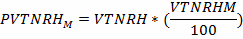 PVTNRH_M = VTNRH * (VTNRHM / 100)